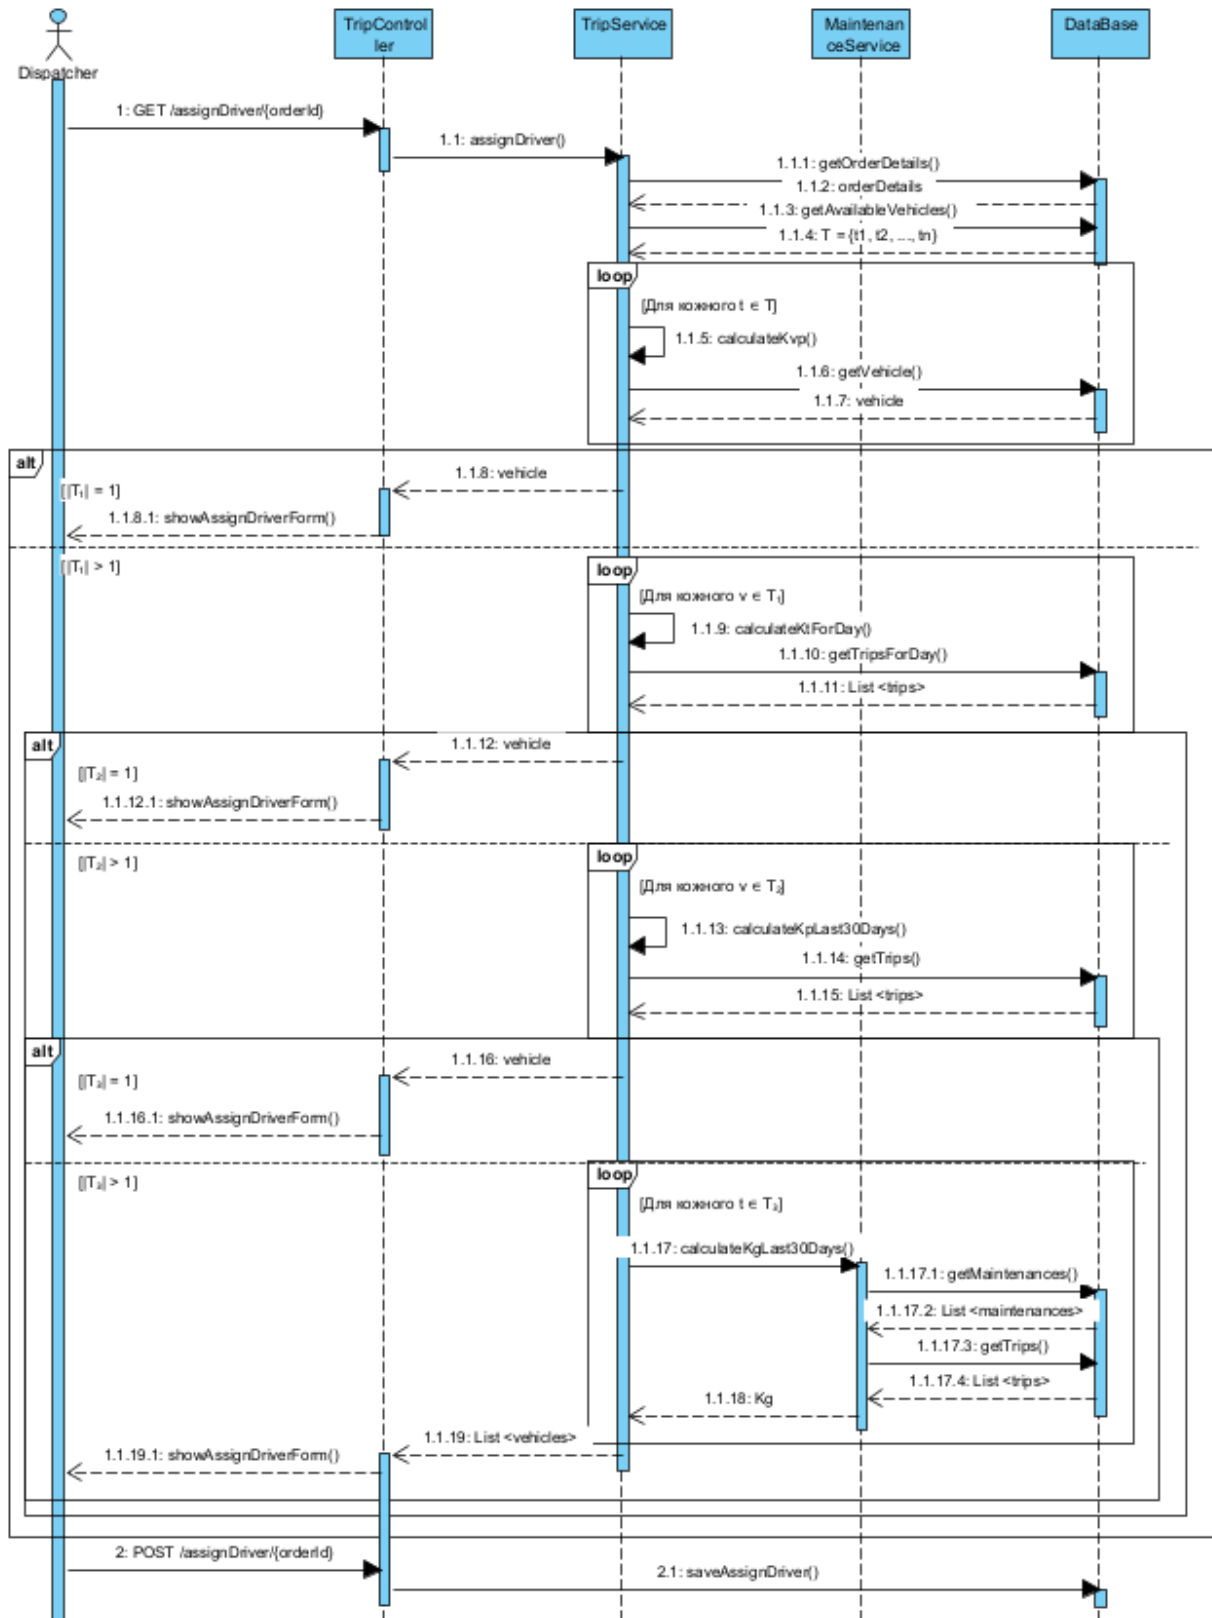 TripControl
ler
TripService
Maintenan
ceService
DataBase
Dispatcher
1: GET /assignDriver/{orderId}
1.1: assignDriver()
1.1.1: getOrderDetails()
1.1.2: orderDetails
1.1.3: getAvailableVehicles()
1.1.4: T = {t1, t2, ...., tn}
loop
[Для кожного t ∈ T]
1.1.5: calculateKvp()
1.1.6: getVehicle()
1.1.7: vehicle
alt
1.1.8: vehicle
[|T₁| = 1]
1.1.8.1: showAssignDriverForm()
[|T₁| > 1]
loop
[Для кожного v ∈ T₁]
1.1.9: calculateKtForDay()
1.1.10: getTripsForDay()
1.1.11: List <trips>
alt
1.1.12: vehicle
[|T₂| = 1]
1.1.12.1: showAssignDriverForm()
[|T₂| > 1]
loop
[Для кожного v ∈ T₂]
1.1.13: calculateKpLast30Days()
1.1.14: getTrips()
1.1.15: List <trips>
alt
1.1.16: vehicle
[|T₃| = 1]
1.1.16.1: showAssignDriverForm()
[|T₃| > 1]
loop
[Для кожного t ∈ T₃]
1.1.17: calculateKgLast30Days()
1.1.17.1: getMaintenances()
1.1.17.2: List <maintenances>
1.1.17.3: getTrips()
1.1.17.4: List <trips>
1.1.18: Kg
1.1.19: List <vehicles>
1.1.19.1: showAssignDriverForm()
2: POST /assignDriver/{orderId}
2.1: saveAssignDriver()